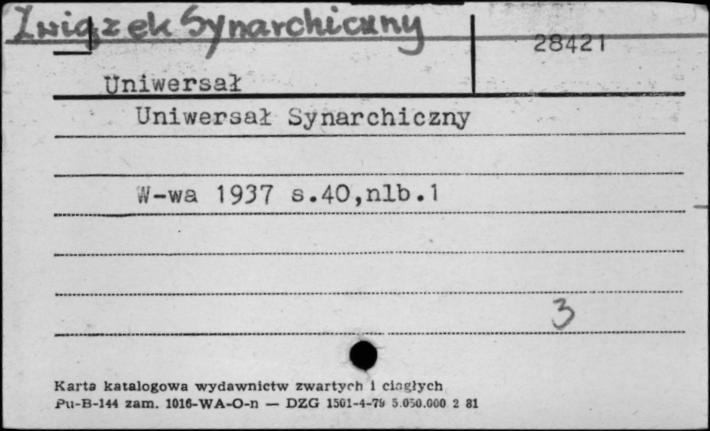 Związek Synarchiczny
28421
Uniwersał
Uniwersał Synarchiczny
W-wa 1937 s.40,nlb.1
3
Karta katalogowa wydawnictw zwartych i ciągłych
Pu-B-144 zam. 1016-WA-O-n — DZG 1501-4-79 5.050.000 2 81